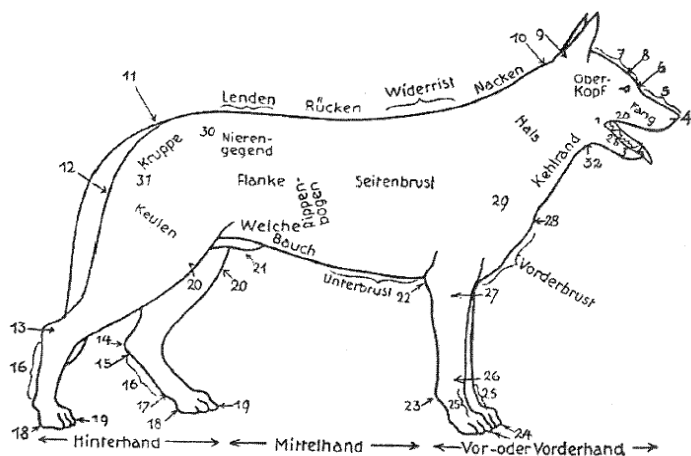 10 9
7 8 6
Ober-
Kopf
5
4
Fang
20
11
Lenden
Rücken
Widerrist
Nacken
Hals
30
Nieren-
gegend
Kruppe
12
31
Kehlrand
32
Flanke
Rippen-
bogen
Seitenbrust
29
28
Keulen
Welche
Bauch
20 20 21
Unterbrust 22
Vorderbrust
27
13
14
15
16
16
17
18
19
18
19
23
26
25
25
24
Hinterhand
Mittelhand
Vor-oder Vorderhand